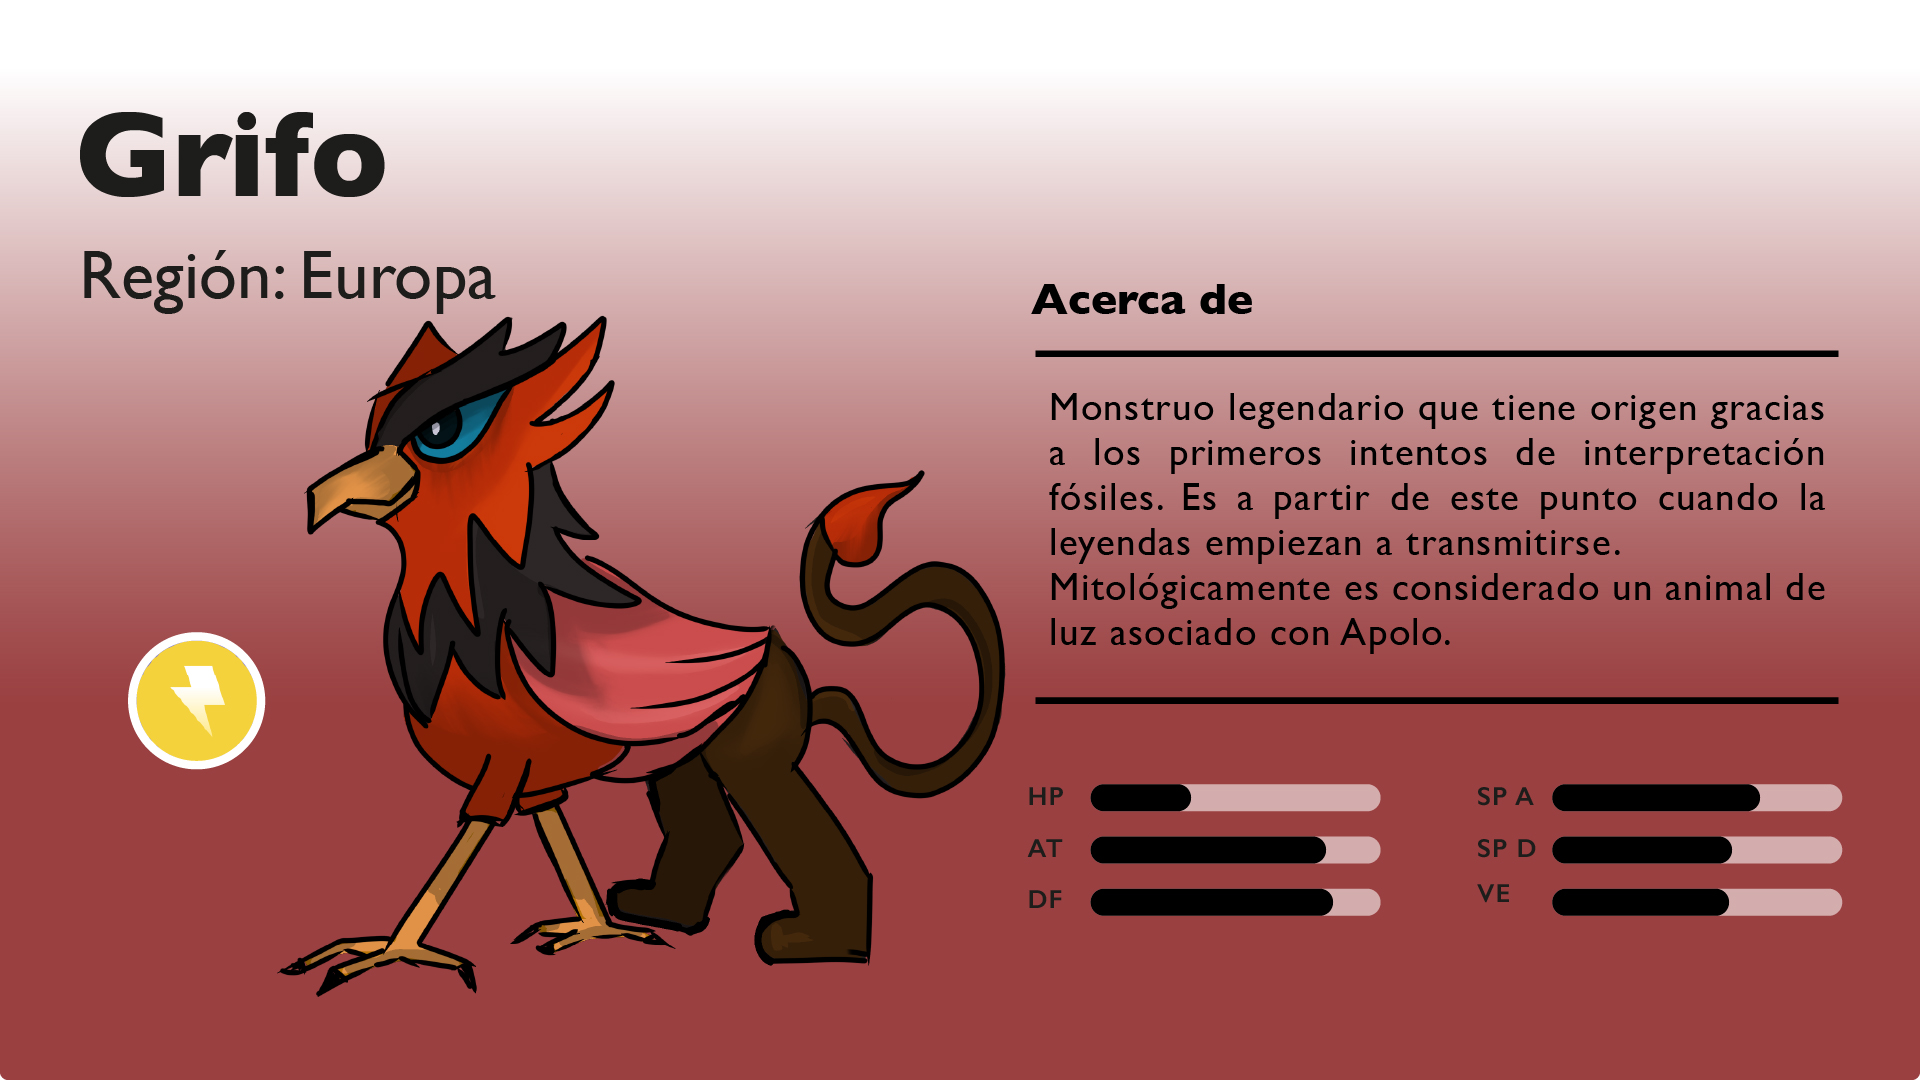 Grifo
Región: Europa
Acerca de
Monstruo legendario que tiene origen gracias
a los primeros intentos de interpretación
fósiles. Es a partir de este punto cuando la
leyendas empiezan a transmitirse.
Mitológicamente es considerado un animal de
luz asociado con Apolo.
HP
AT
DF
SP A
SP D
VE